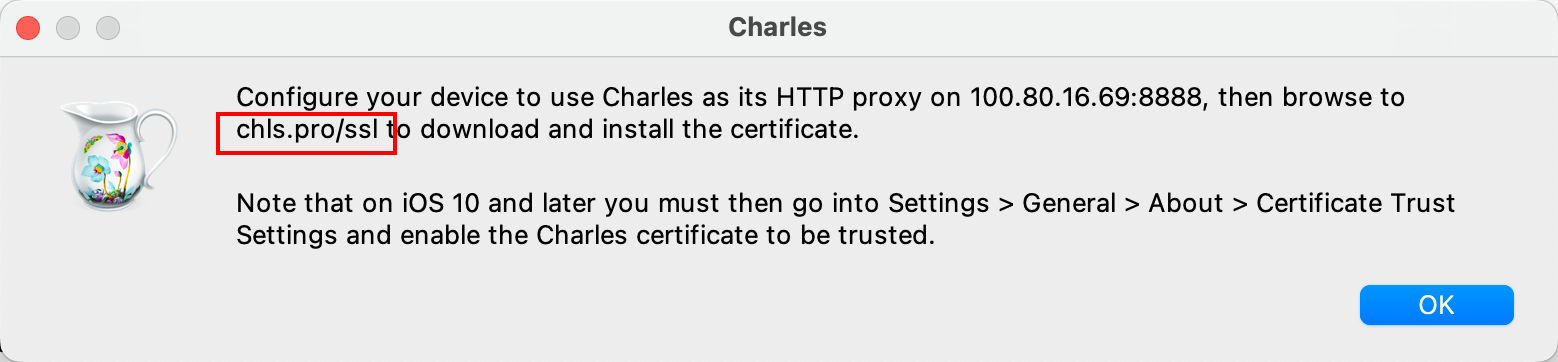 Charles
Configure your device to use Charles as its HTTP proxy on 100.80.16.69:8888, then browse to
chls.pro/ssl to download and install the certificate.
Note that on iOS 10 and later you must then go into Settings > General > About > Certificate Trust
Settings and enable the Charles certificate to be trusted.
OK